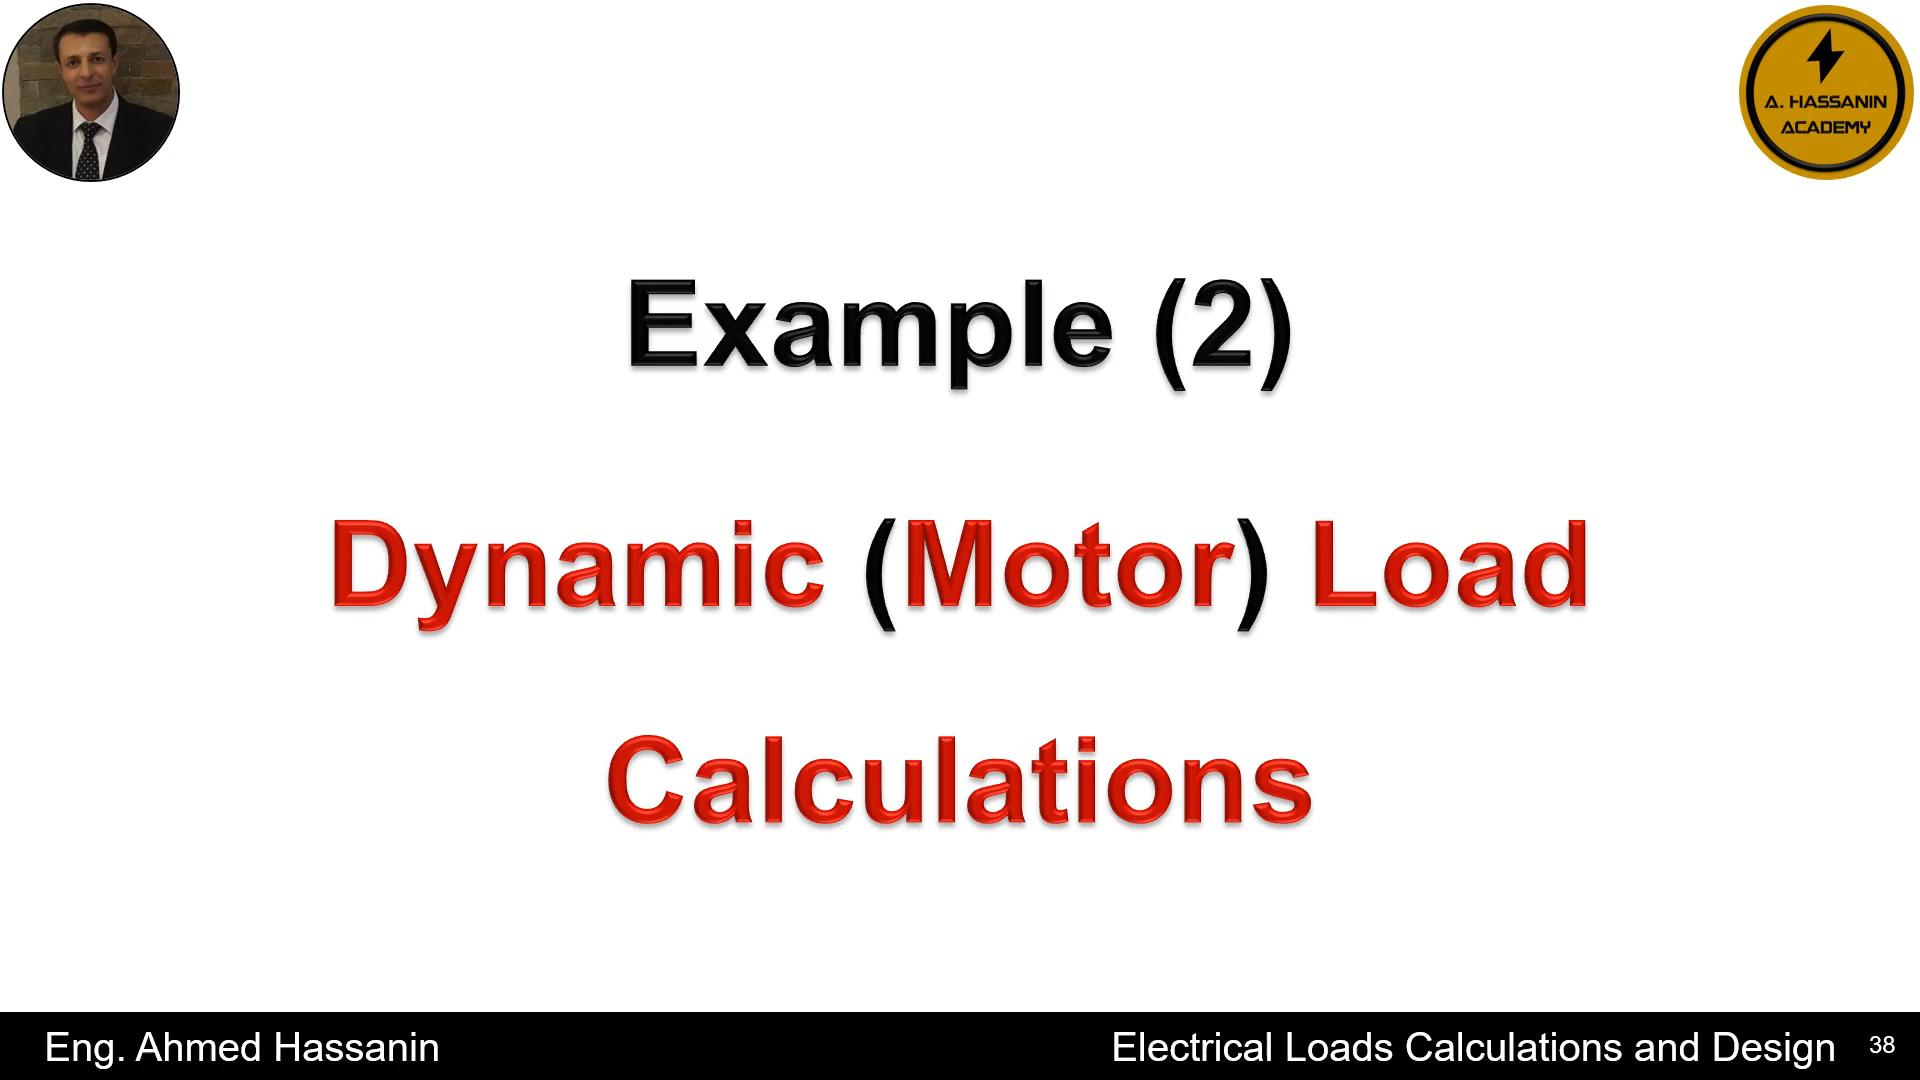 A. HASSANIN
ACADEMY
Example (2)
Dynamic (Motor) Load
Calculations
Eng. Ahmed Hassanin
Electrical Loads Calculations and Design
38